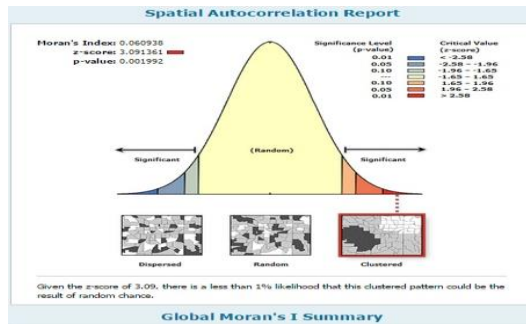 Spatial Autocorrelation Report
Moran's Index: 0.060938
z-score: 3.091361
p-value: 0.001992
Significance Level
(p-value)
Critical Value
(z-score)
0.01 < -2.58
0.05 -2.58 - -1.96
0.10 -1.96 - -1.65
--- -1.65 - 1.65
0.10 1.65 - 1.96
0.05 1.96 - 2.58
0.01 > 2.58
Significant
(Random)
Significant
Dispersed
Random
Clustered
Given the z-score of 3.09, there is a less than 1% likelihood that this clustered pattern could be the
result of random chance.
Global Moran's I Summary